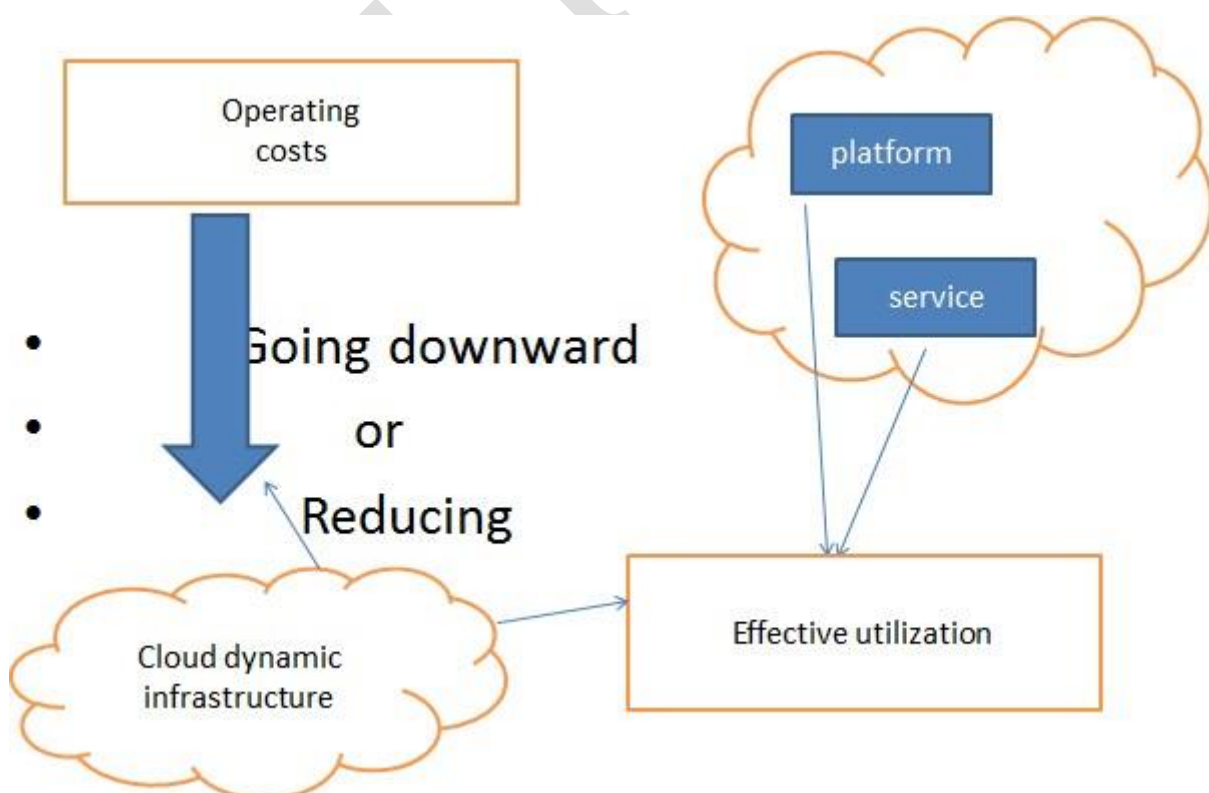 Operating
costs
platform
service
• Going downward
• or
• Reducing
Cloud dynamic
infrastructure
Effective utilization